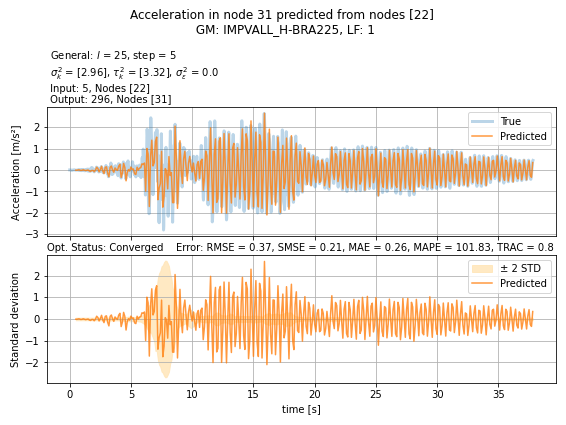 Acceleration in node 31 predicted from nodes [22]
GM: IMPVALL_H-BRA225, LF: 1
General: l = 25, step = 5
σ²ₖ = [2.96], τ²ₖ = [3.32], σ²ₑ = 0.0
Input: 5, Nodes [22]
Output: 296, Nodes [31]
Acceleration [m/s²]
2
1
0
−1
−2
−3
True
Predicted
Opt. Status: Converged Error: RMSE = 0.37, SMSE = 0.21, MAE = 0.26, MAPE = 101.83, TRAC = 0.8
Standard deviation
2
1
0
−1
−2
± 2 STD
Predicted
0 5 10 15 20 25 30 35
time [s]